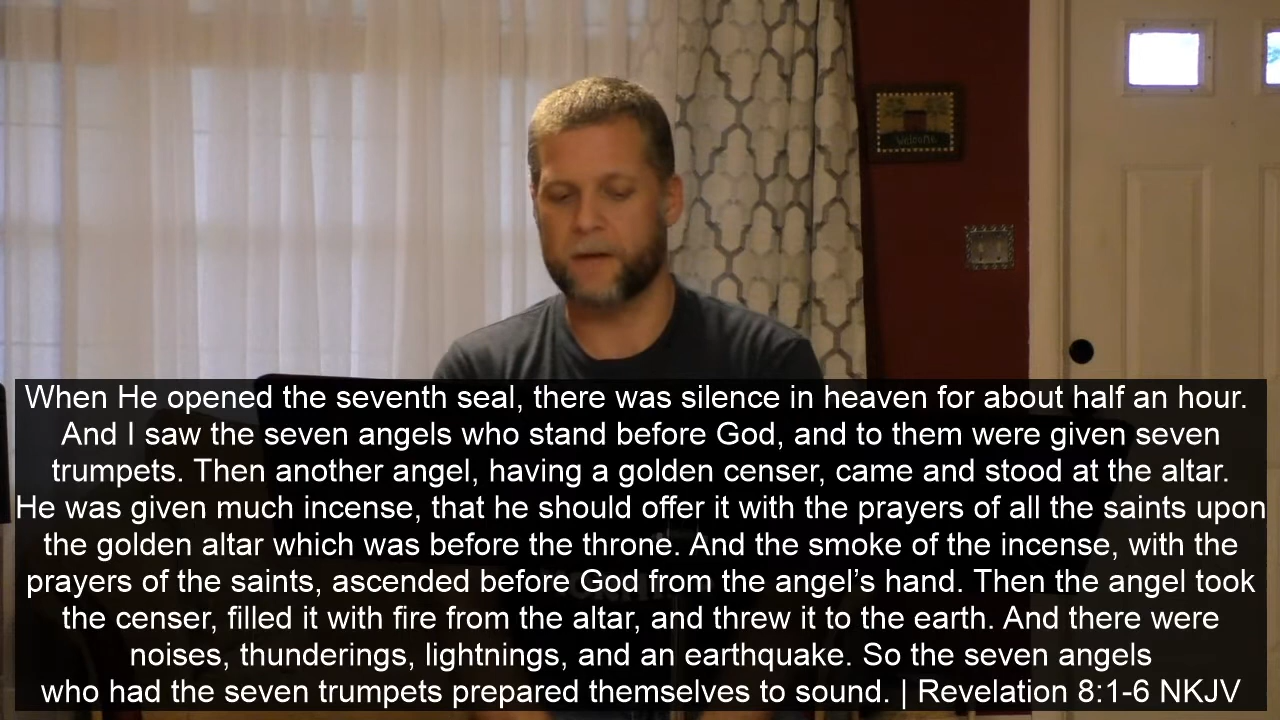 Welcome
When He opened the seventh seal, there was silence in heaven for about half an hour.
And I saw the seven angels who stand before God, and to them were given seven
trumpets. Then another angel, having a golden censer, came and stood at the altar.
He was given much incense, that he should offer it with the prayers of all the saints upon
the golden altar which was before the throne. And the smoke of the incense, with the
prayers of the saints, ascended before God from the angel’s hand. Then the angel took
the censer, filled it with fire from the altar, and threw it to the earth. And there were
noises, thunderings, lightnings, and an earthquake. So the seven angels
who had the seven trumpets prepared themselves to sound. | Revelation 8:1-6 NKJV